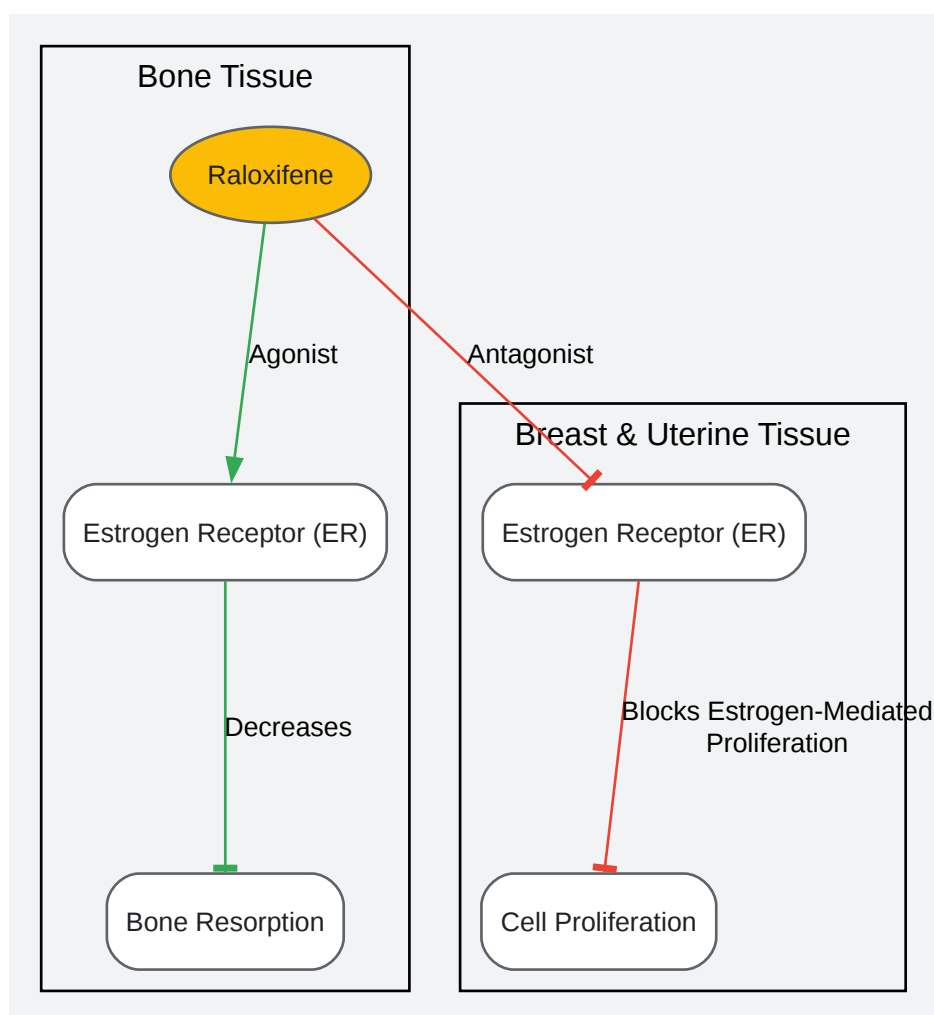 Bone Tissue
Raloxifene
Agonist
Antagonist
Breast & Uterine Tissue
Estrogen Receptor (ER)
Estrogen Receptor (ER)
Decreases
Blocks Estrogen-Mediated
Proliferation
Bone Resorption
Cell Proliferation